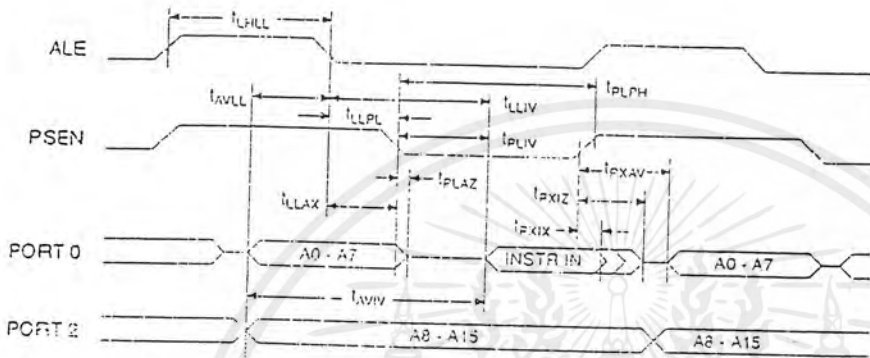 tLHLL
ALE
tAVLL
tLLIV
tPLPH
tLLPL
PSEN
tPLIV
tPXAV
tPLAZ
tPXIZ
tLLAX
tPXIX
PORT 0
A0 - A7
INSTR IN
A0 - A7
tAVIV
PORT 2
A8 - A15
A8 - A15